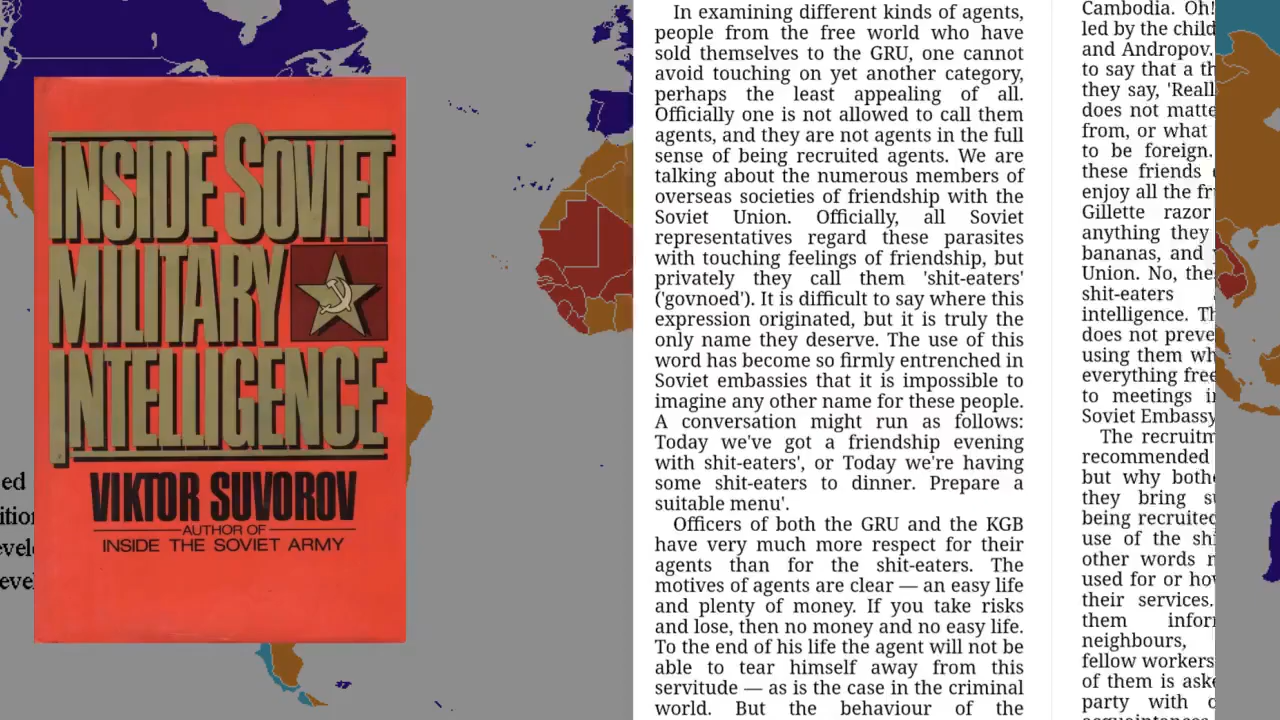 INSIDE SOVIET
MILITARY
INTELLIGENCE
VIKTOR SUVOROV
AUTHOR OF
INSIDE THE SOVIET ARMY
ed
In examining different kinds of agents,
people from the free world who have
sold themselves to the GRU, one cannot
avoid touching on yet another category,
perhaps the least appealing of all.
Officially one is not allowed to call them
agents, and they are not agents in the full
sense of being recruited agents. We are
talking about the numerous members of
overseas societies of friendship with the
Soviet Union. Officially, all Soviet
representatives regard these parasites
with touching feelings of friendship, but
privately they call them 'shit-eaters'
('govnoed'). It is difficult to say where this
expression originated, but it is truly the
only name they deserve. The use of this
word has become so firmly entrenched in
Soviet embassies that it is impossible to
imagine any other name for these people.
A conversation might run as follows:
Today we've got a friendship evening
with shit-eaters', or Today we're having
some shit-eaters to dinner. Prepare a
suitable menu'.
Officers of both the GRU and the KGB
have very much more respect for their
agents than for the shit-eaters. The
motives of agents are clear — an easy life
and plenty of money. If you take risks
and lose, then no money and no easy life.
To the end of his life the agent will not be
able to tear himself away from this
servitude — as is the case in the criminal
world. But the behaviour of the
Cambodia. Oh!
led by the child
and Andropov.
to say that a th
they say, 'Reall
does not matte
from, or what
to be foreign.
these friends
enjoy all the fr
Gillette razor
anything they
bananas, and
Union. No, the
shit-eaters
intelligence. Th
does not preve
using them wh
everything free
to meetings i
Soviet Embassy
The recruitm
recommended
but why both
they bring s
being recruited
use of the sh
other words n
used for or how
their services.
them infor
neighbours,
fellow workers
of them is aske
party with